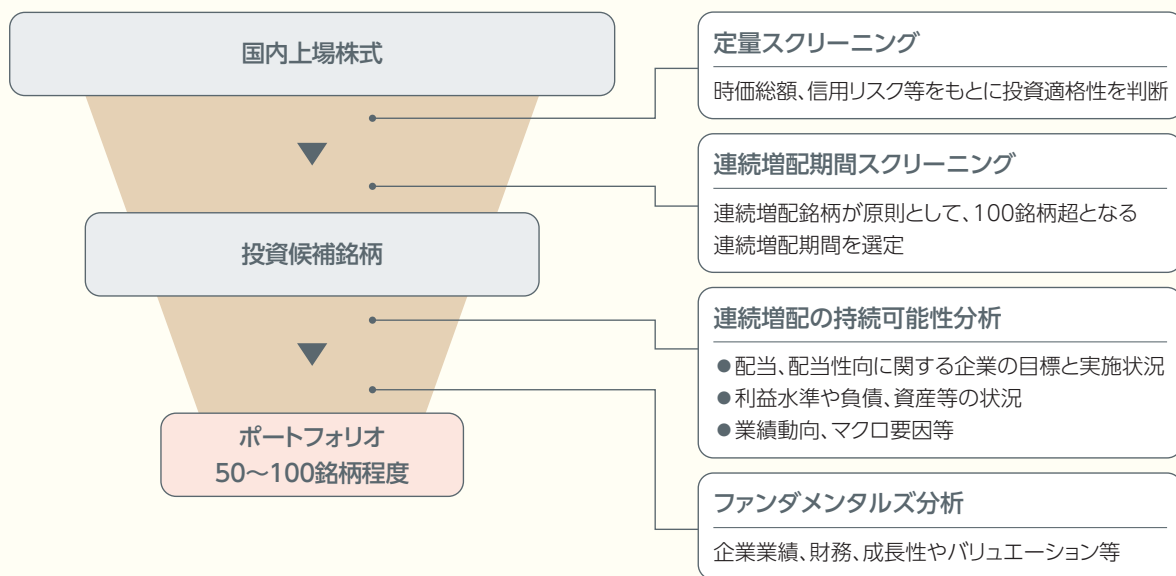 国内上場株式
投資候補銘柄
ポートフォリオ
50〜100銘柄程度
定量スクリーニング
時価総額、信用リスク等をもとに投資適格性を判断
連続増配期間スクリーニング
連続増配銘柄が原則として、100銘柄超となる
連続増配期間を選定
連続増配の持続可能性分析
●配当、配当性向に関する企業の目標と実施状況
●利益水準や負債、資産等の状況
●業績動向、マクロ要因等
ファンダメンタルズ分析
企業業績、財務、成長性やバリュエーション等